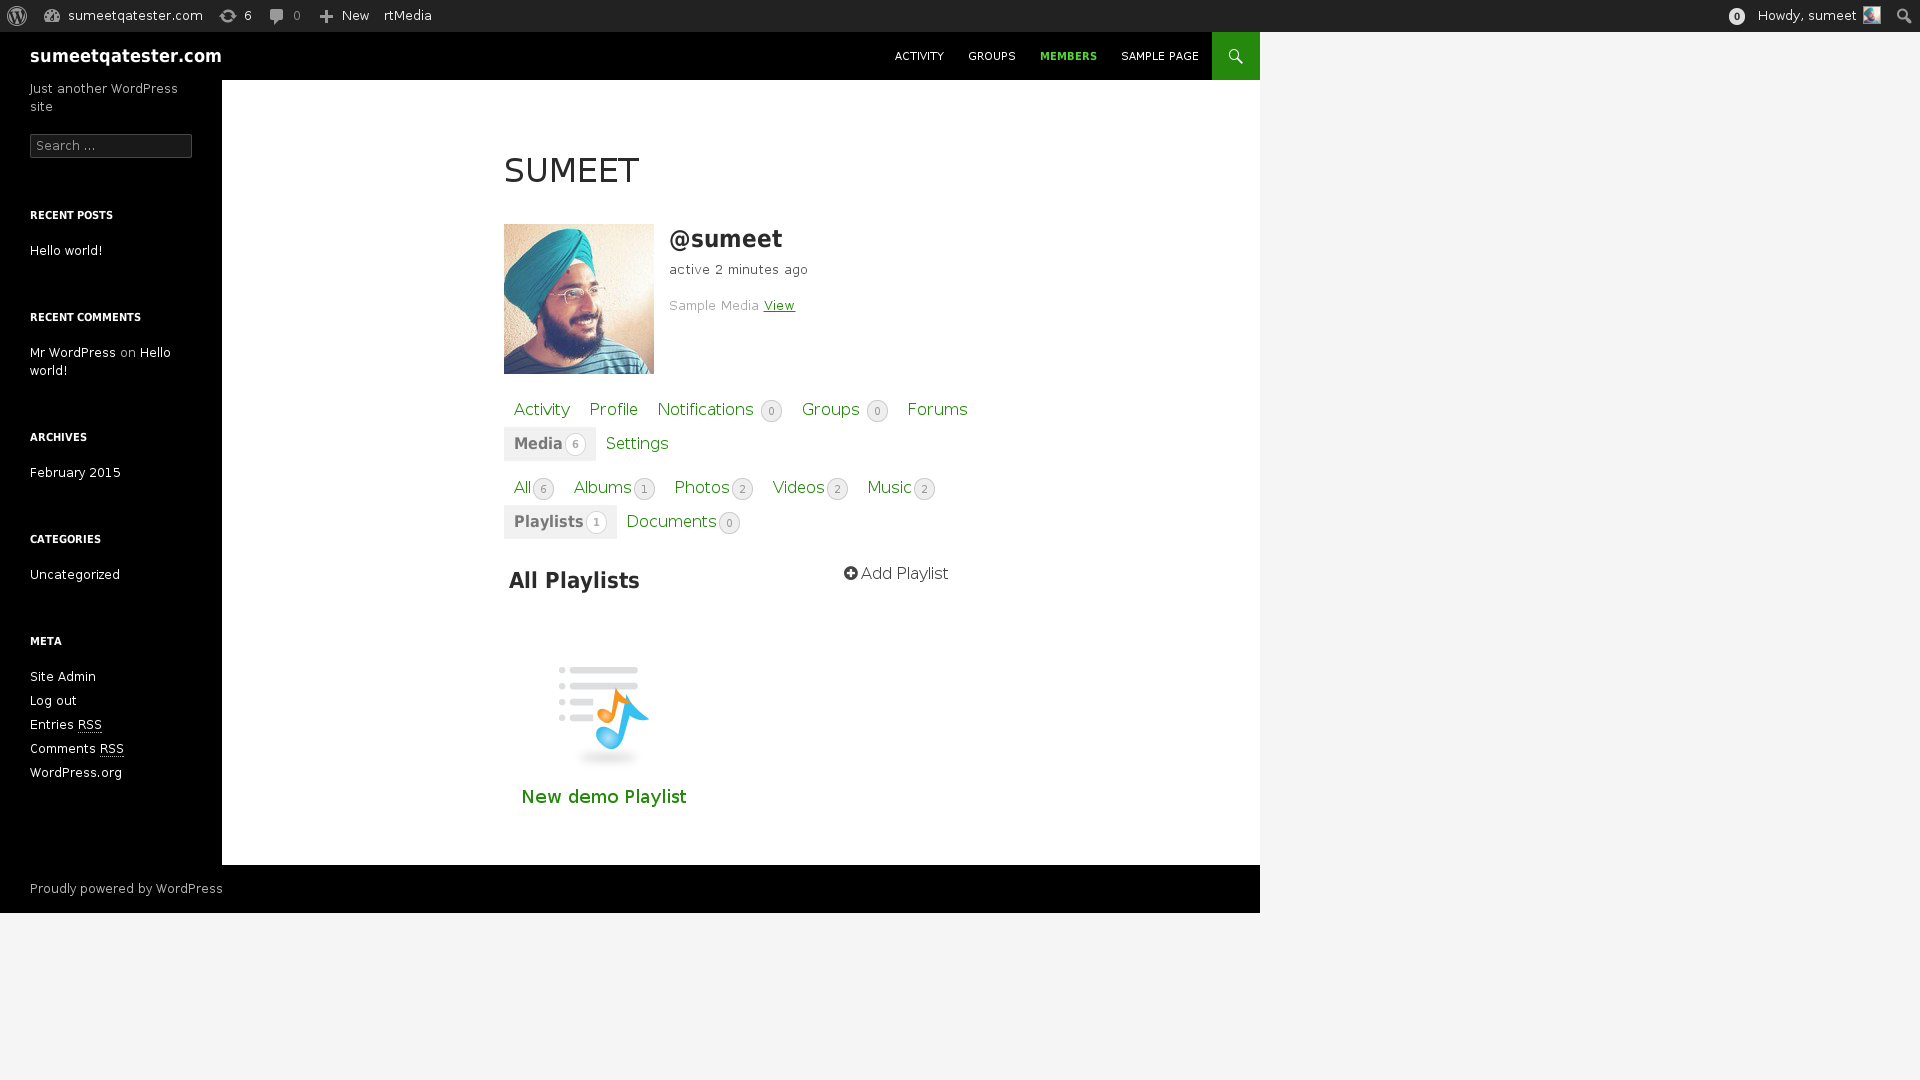 sumeetqatester.com 6 0 New rtMedia 0 Howdy, sumeet
sumeetqatester.com
ACTIVITY GROUPS MEMBERS SAMPLE PAGE
Just another WordPress
site
Search ...
RECENT POSTS
Hello world!
RECENT COMMENTS
Mr WordPress on Hello
world!
ARCHIVES
February 2015
CATEGORIES
Uncategorized
META
Site Admin
Log out
Entries RSS
Comments RSS
WordPress.org
SUMEET
@sumeet
active 2 minutes ago
Sample Media View
Activity Profile Notifications 0 Groups 0 Forums
Media 6 Settings
All 6 Albums 1 Photos 2 Videos 2 Music 2
Playlists 1 Documents 0
All Playlists
Add Playlist
New demo Playlist
Proudly powered by WordPress